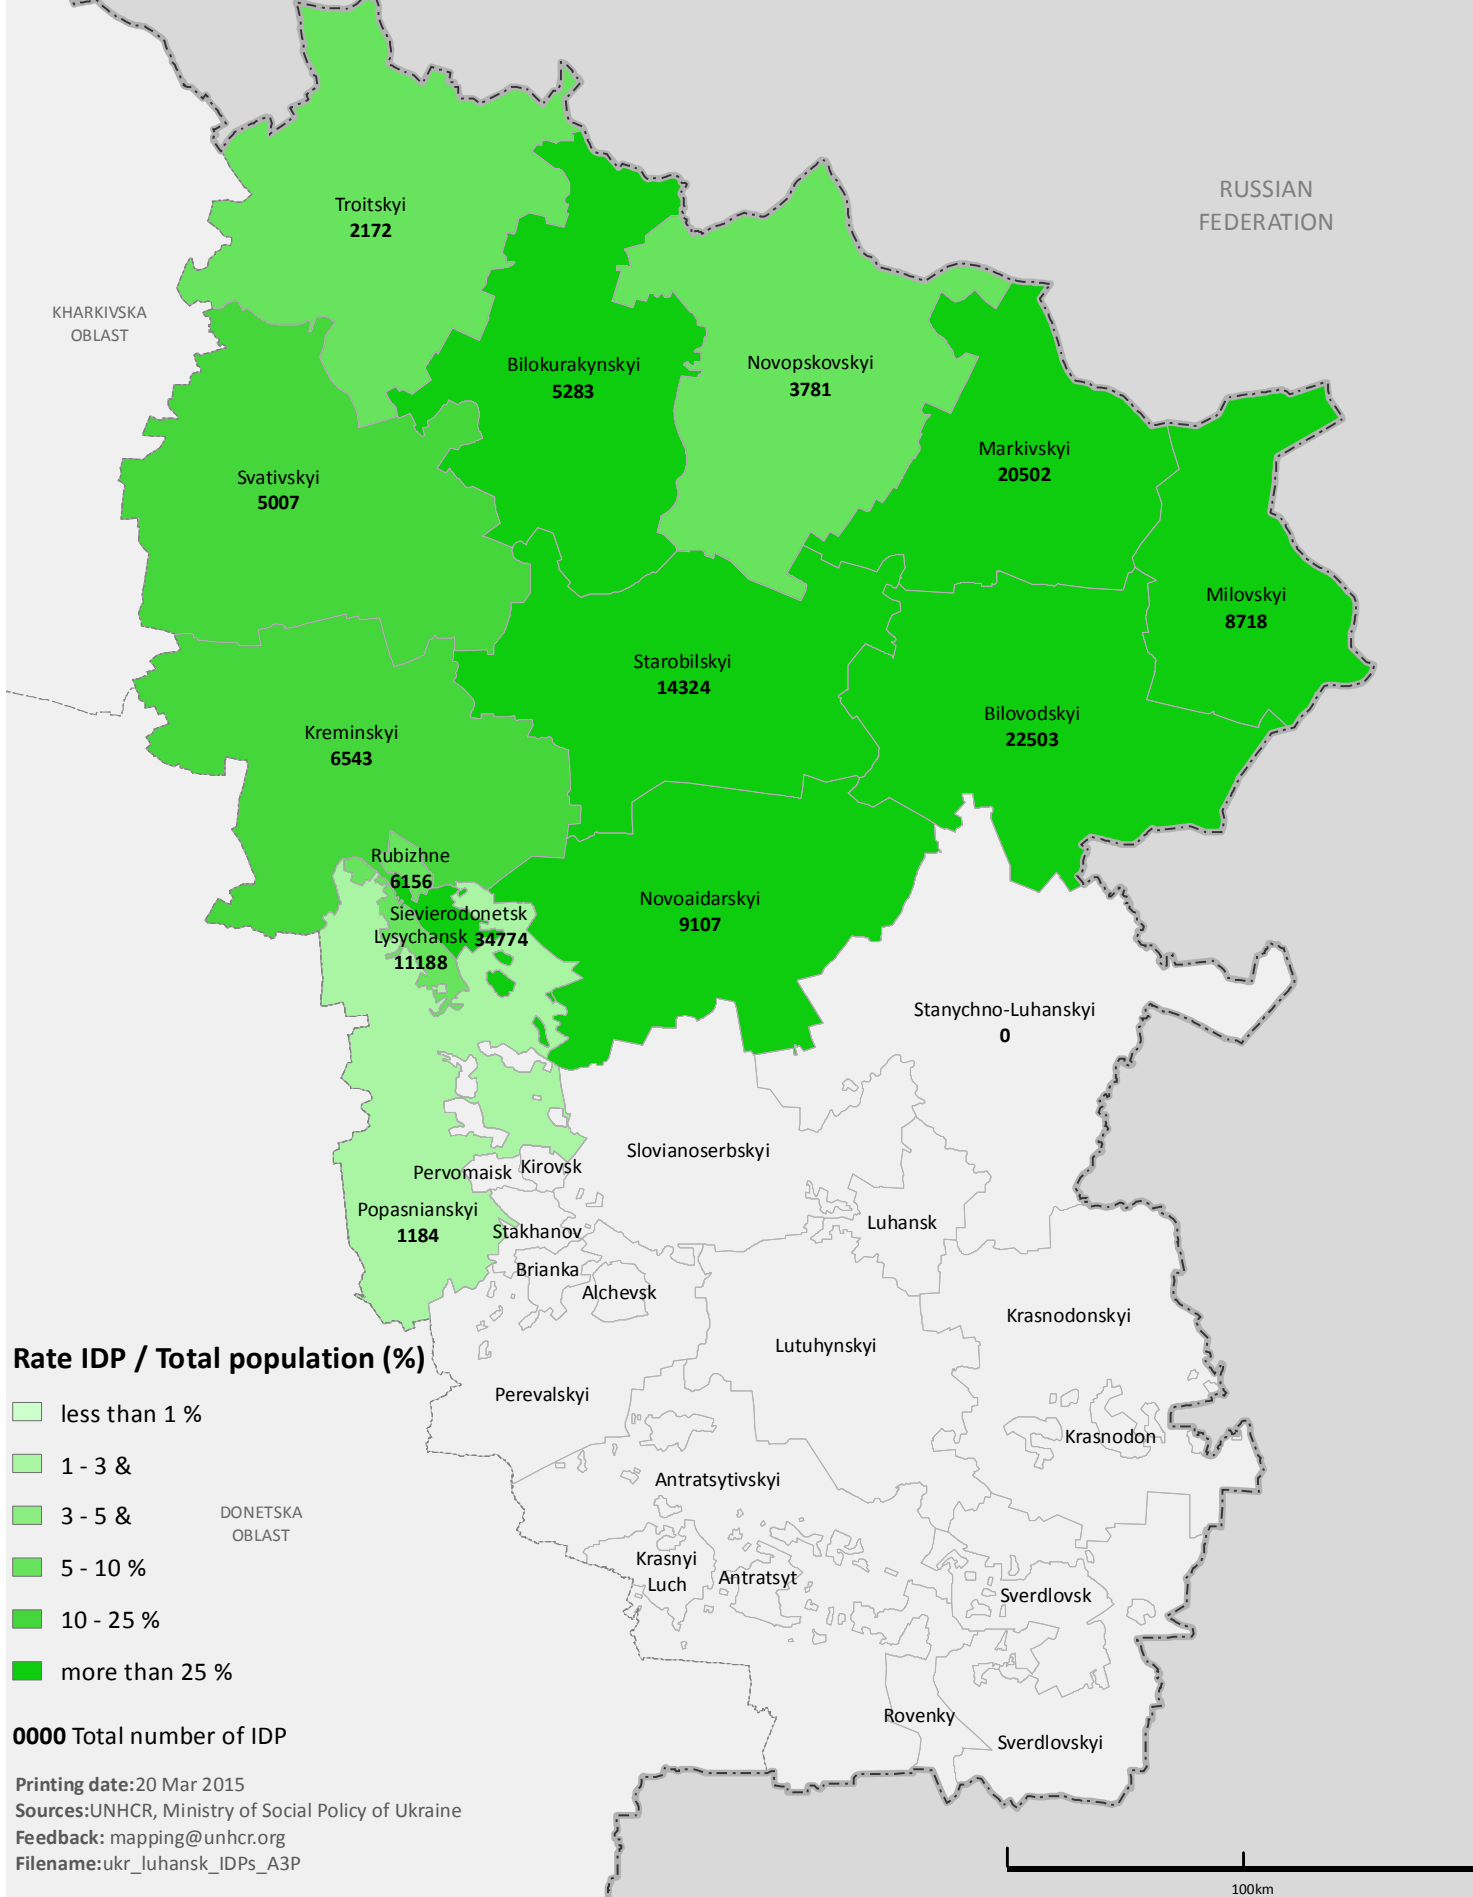 RUSSIAN
FEDERATION
Troitskyi
2172
KHARKIVSKA
OBLAST
Bilokurakynskyi
5283
Novopskovskyi
3781
Markivskyi
20502
Svativskyi
5007
Milovskyi
8718
Starobilskyi
14324
Bilovodskyi
22503
Kreminskyi
6543
Rubizhne
6156
Sievierodonetsk
34774
Lysychansk
11188
Novoaidarskyi
9107
Stanychno-Luhanskyi
0
Slovianoserbskyi
Pervomaisk
Kirovsk
Popasnianskyi
1184
Stakhanov
Luhansk
Brianka
Alchevsk
Krasnodonskyi
Lutuhynskyi
Perevalskyi
Krasnodon
Antratsytivskyi
Krasnyi
Luch
Antratsyt
Sverdlovsk
Rovenky
Sverdlovskyi
Rate IDP / Total population (%)
less than 1 %
1 - 3 &
3 - 5 &
5 - 10 %
10 - 25 %
more than 25 %
DONETSKA
OBLAST
0000 Total number of IDP
Printing date:20 Mar 2015
Sources:UNHCR, Ministry of Social Policy of Ukraine
Feedback: mapping@unhcr.org
Filename:ukr_luhansk_IDPs_A3P
100km